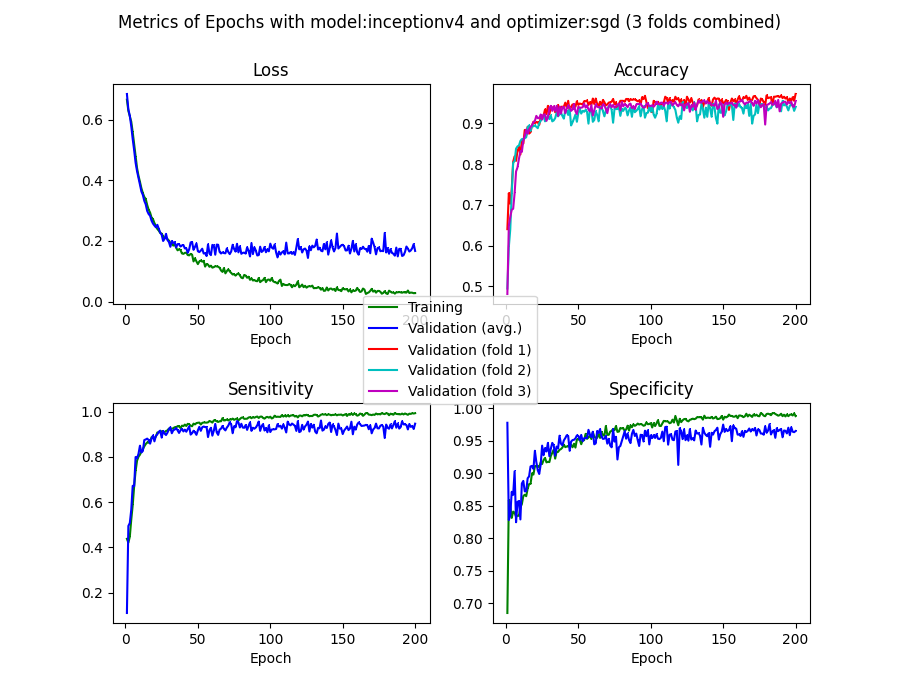 Metrics of Epochs with model:inceptionv4 and optimizer:sgd (3 folds combined)
Loss
0.6
0.4
0.2
0.0
0 50 100 150 200
Epoch
Accuracy
0.9
0.8
0.7
0.6
0.5
0 50 100 150 200
Epoch
Training
Validation (avg.)
Validation (fold 1)
Validation (fold 2)
Validation (fold 3)
Sensitivity
1.0
0.8
0.6
0.4
0.2
0 50 100 150 200
Epoch
Specificity
1.00
0.95
0.90
0.85
0.80
0.75
0.70
0 50 100 150 200
Epoch